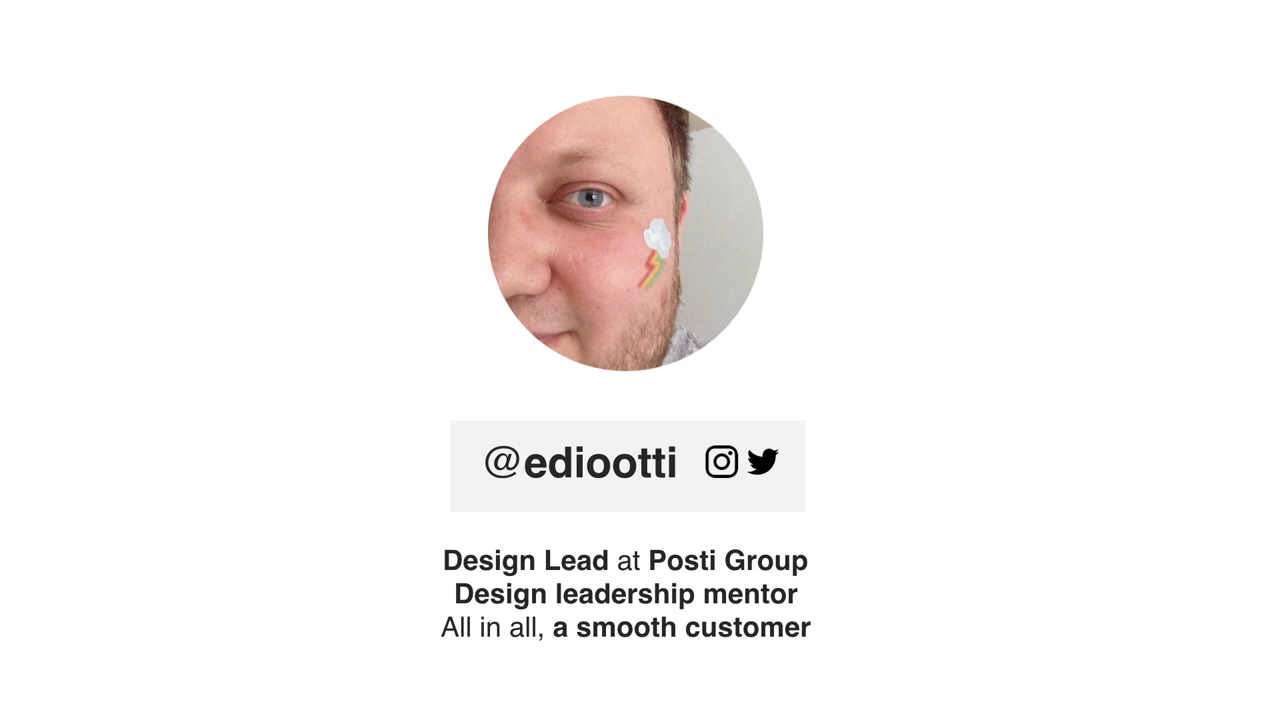 @ediootti
Design Lead at Posti Group
Design leadership mentor
All in all, a smooth customer